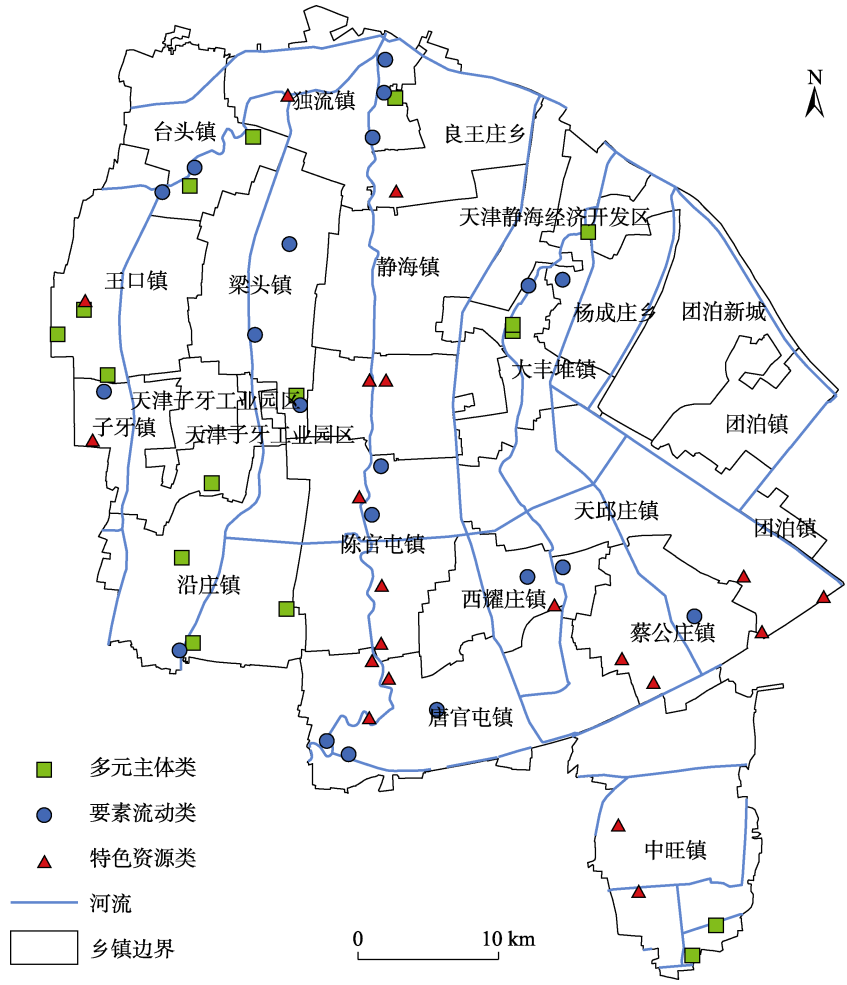 N
独流镇
台头镇
良王庄乡
天津静海经济开发区
静海镇
王口镇
梁头镇
杨成庄乡
团泊新城
大丰堆镇
天津子牙工业园区
团泊镇
子牙镇
天津子牙工业园区
天邱庄镇
团泊镇
陈官屯镇
沿庄镇
西耀庄镇
蔡公庄镇
唐官屯镇
多元主体类
要素流动类
特色资源类
中旺镇
河流
乡镇边界
0 10 km